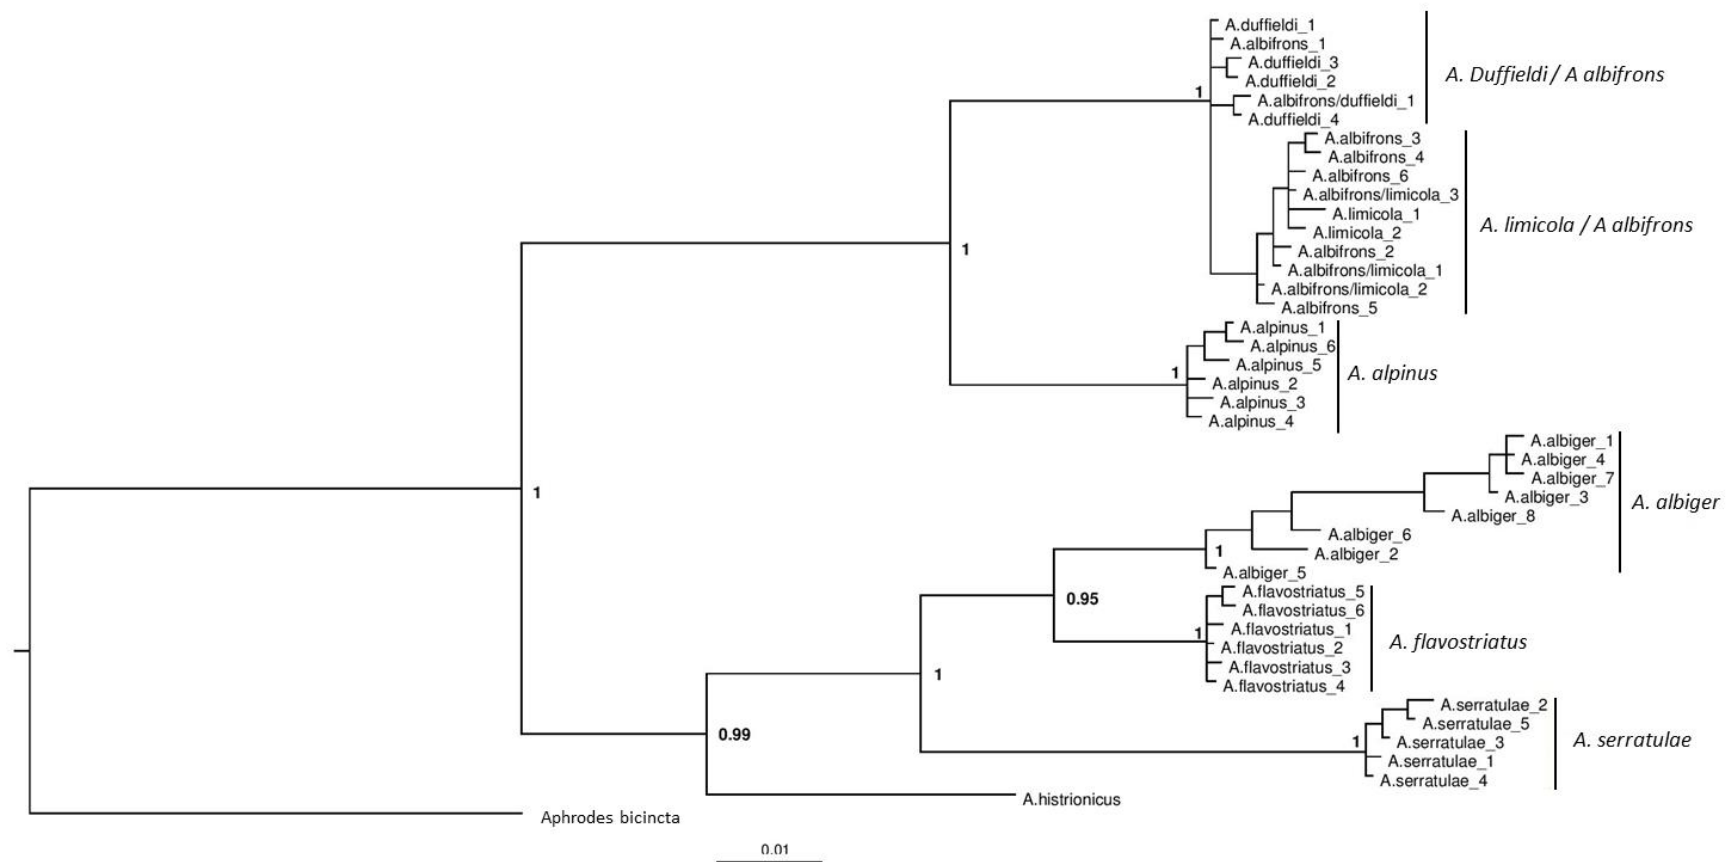 A.duffieldi_1
A.albifrons_1
A.duffieldi_3
A.duffieldi_2
A.albifrons/duffieldi_1
A.duffieldi_4
A. Duffieldi / A albifrons
1
A.albifrons_3
A.albifrons_4
A.albifrons_6
A.albifrons/limicola_3
A.limicola_1
A.limicola_2
A.albifrons_2
A.albifrons/limicola_1
A.albifrons/limicola_2
A.albifrons_5
A. limicola / A albifrons
1
A.alpinus_1
A.alpinus_6
A.alpinus_5
A.alpinus_2
A.alpinus_3
A.alpinus_4
A. alpinus
1
1
A.albiger_1
A.albiger_4
A.albiger_7
A.albiger_3
A.albiger_8
A.albiger_6
A.albiger_2
A.albiger_5
A. albiger
1
0.95
A.flavostriatus_5
A.flavostriatus_6
A.flavostriatus_1
A.flavostriatus_2
A.flavostriatus_3
A.flavostriatus_4
A. flavostriatus
1
1
A.serratulae_2
A.serratulae_5
A.serratulae_3
A.serratulae_1
A.serratulae_4
A. serratulae
1
0.99
A.histrionicus
Aphrodes bicincta
0.01